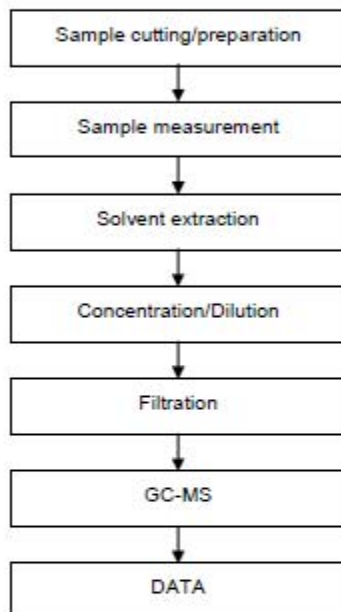 Sample cutting/preparation
Sample measurement
Solvent extraction
Concentration/Dilution
Filtration
GC-MS
DATA